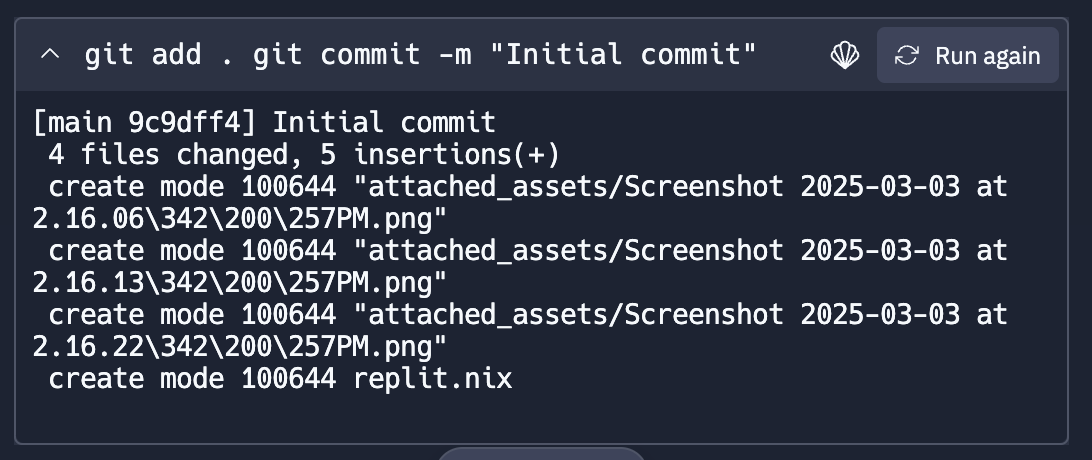 git add . git commit -m "Initial commit"
Run again
[main 9c9dff4] Initial commit
4 files changed, 5 insertions(+)
create mode 100644 "attached_assets/Screenshot 2025-03-03 at
2.16.06\342\200\257PM.png"
create mode 100644 "attached_assets/Screenshot 2025-03-03 at
2.16.13\342\200\257PM.png"
create mode 100644 "attached_assets/Screenshot 2025-03-03 at
2.16.22\342\200\257PM.png"
create mode 100644 replit.nix